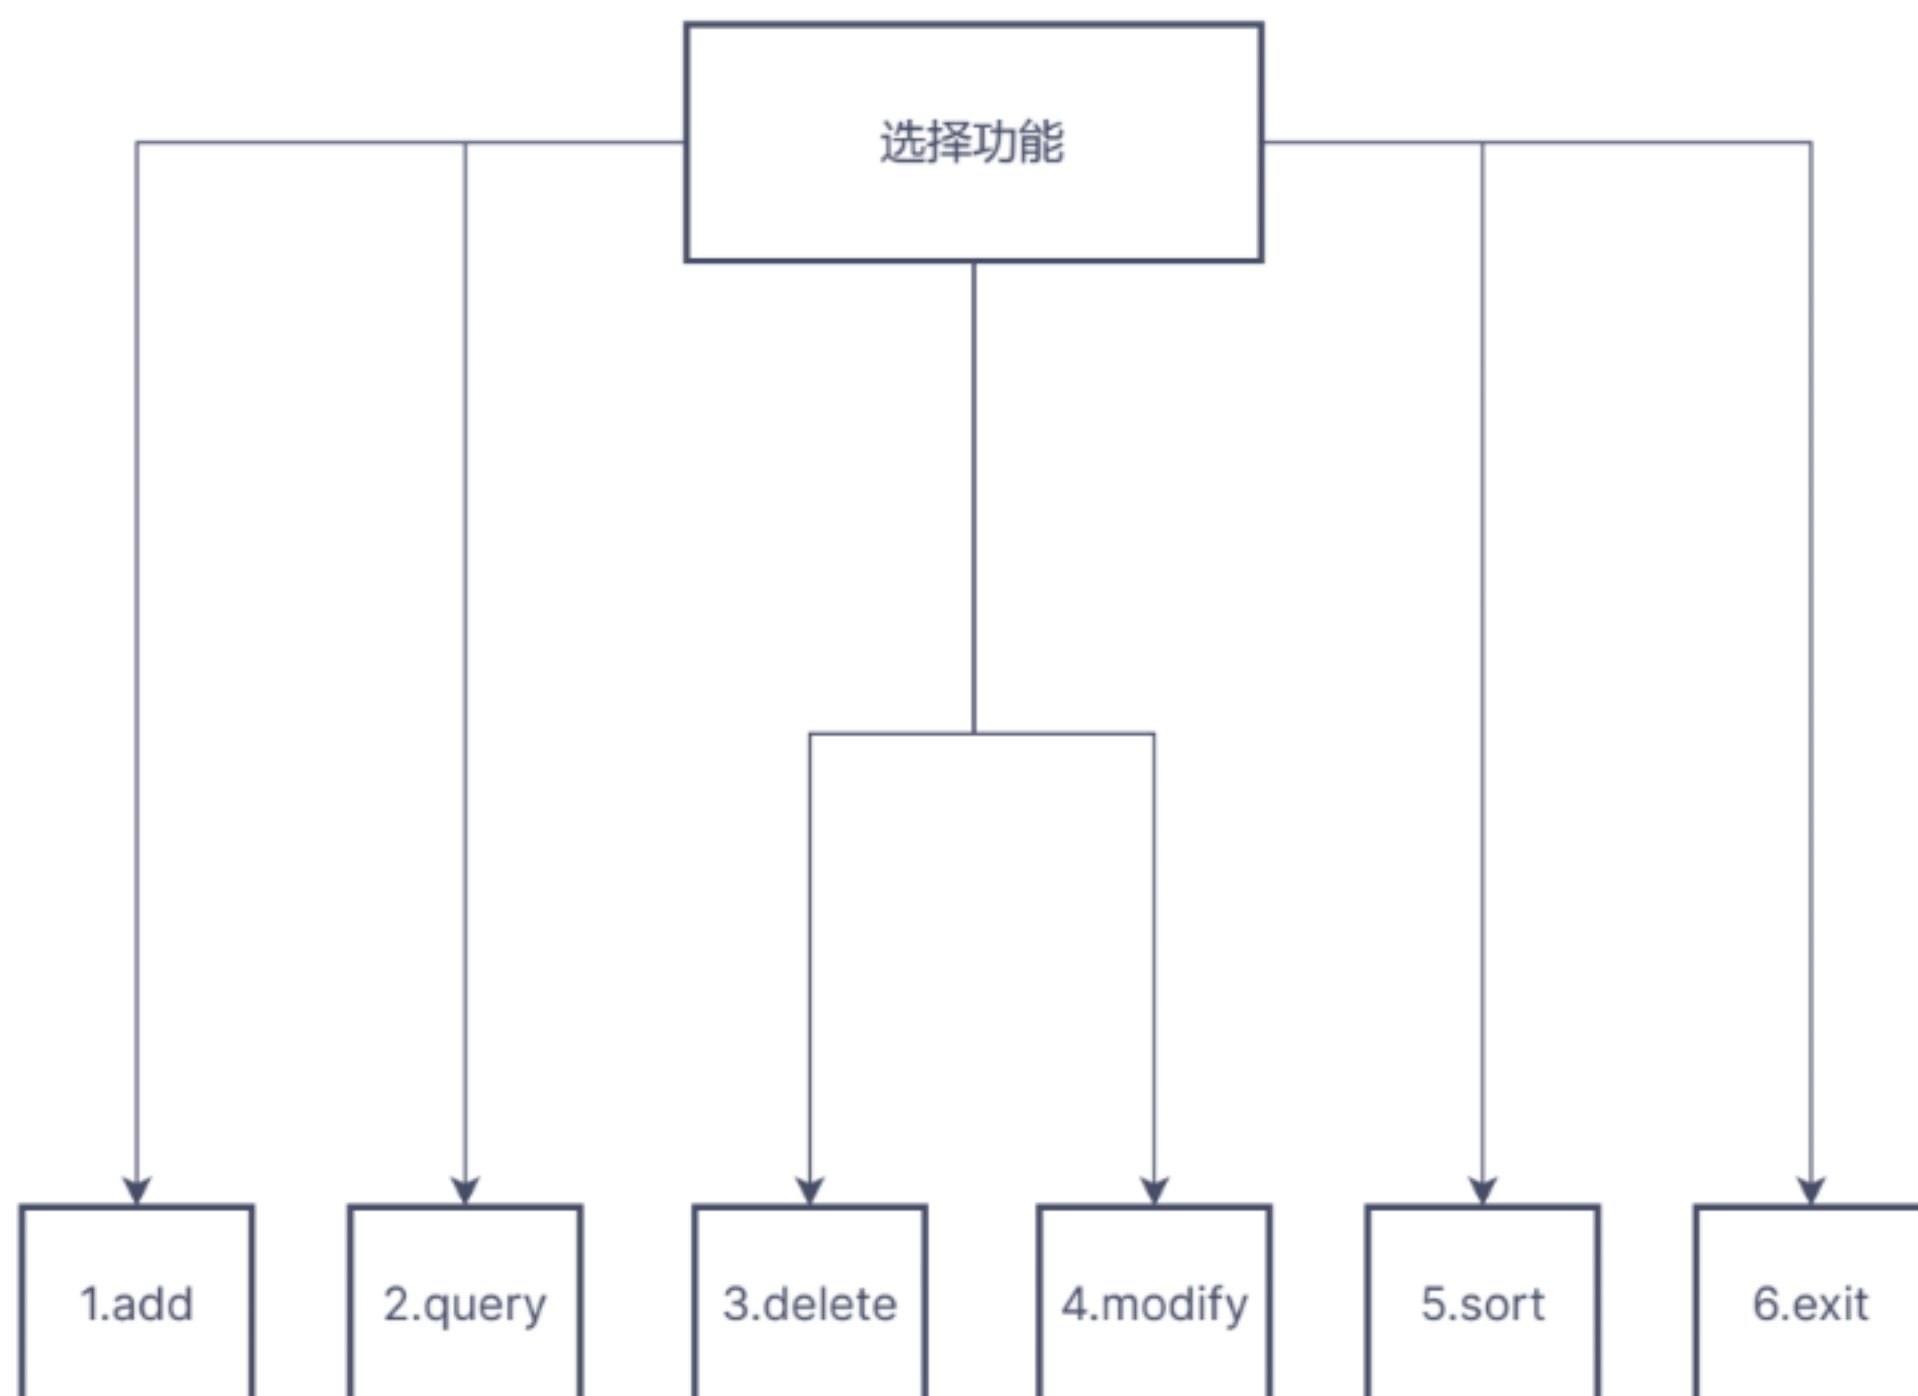 选择功能
1.add
2.query
3.delete
4.modify
5.sort
6.exit